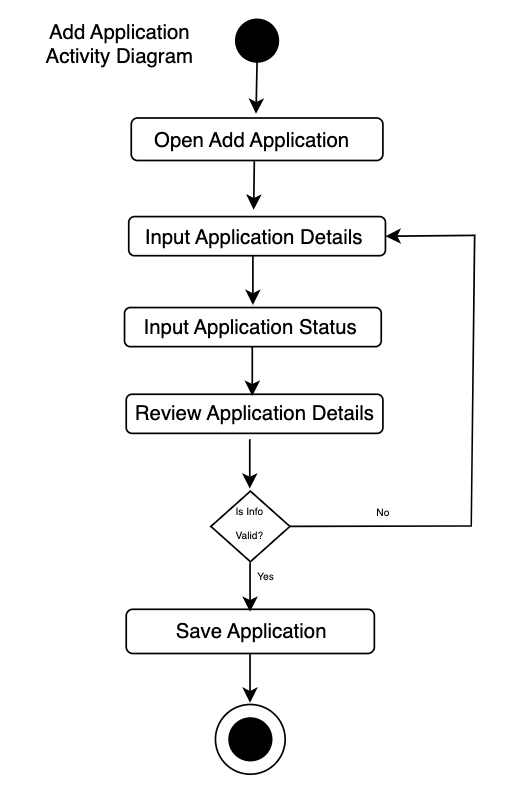 Add Application
Activity Diagram
Open Add Application
Input Application Details
Input Application Status
Review Application Details
Is Info
Valid?
No
Yes
Save Application